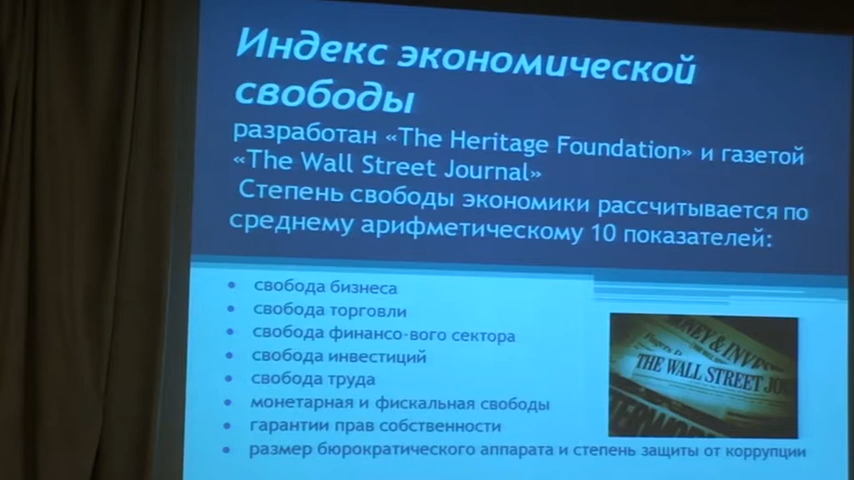 Индекс экономической
свободы
разработан «The Heritage Foundation» и газетой
«The Wall Street Journal»
Степень свободы экономики рассчитывается по
среднему арифметическому 10 показателей:
• свобода бизнеса
• свобода торговли
• свобода финансо-вого сектора
• свобода инвестиций
• свобода труда
• монетарная и фискальная свободы
• гарантии прав собственности
• размер бюрократического аппарата и степень защиты от коррупции
MONEY & INVEST
THE WALL STREET JO